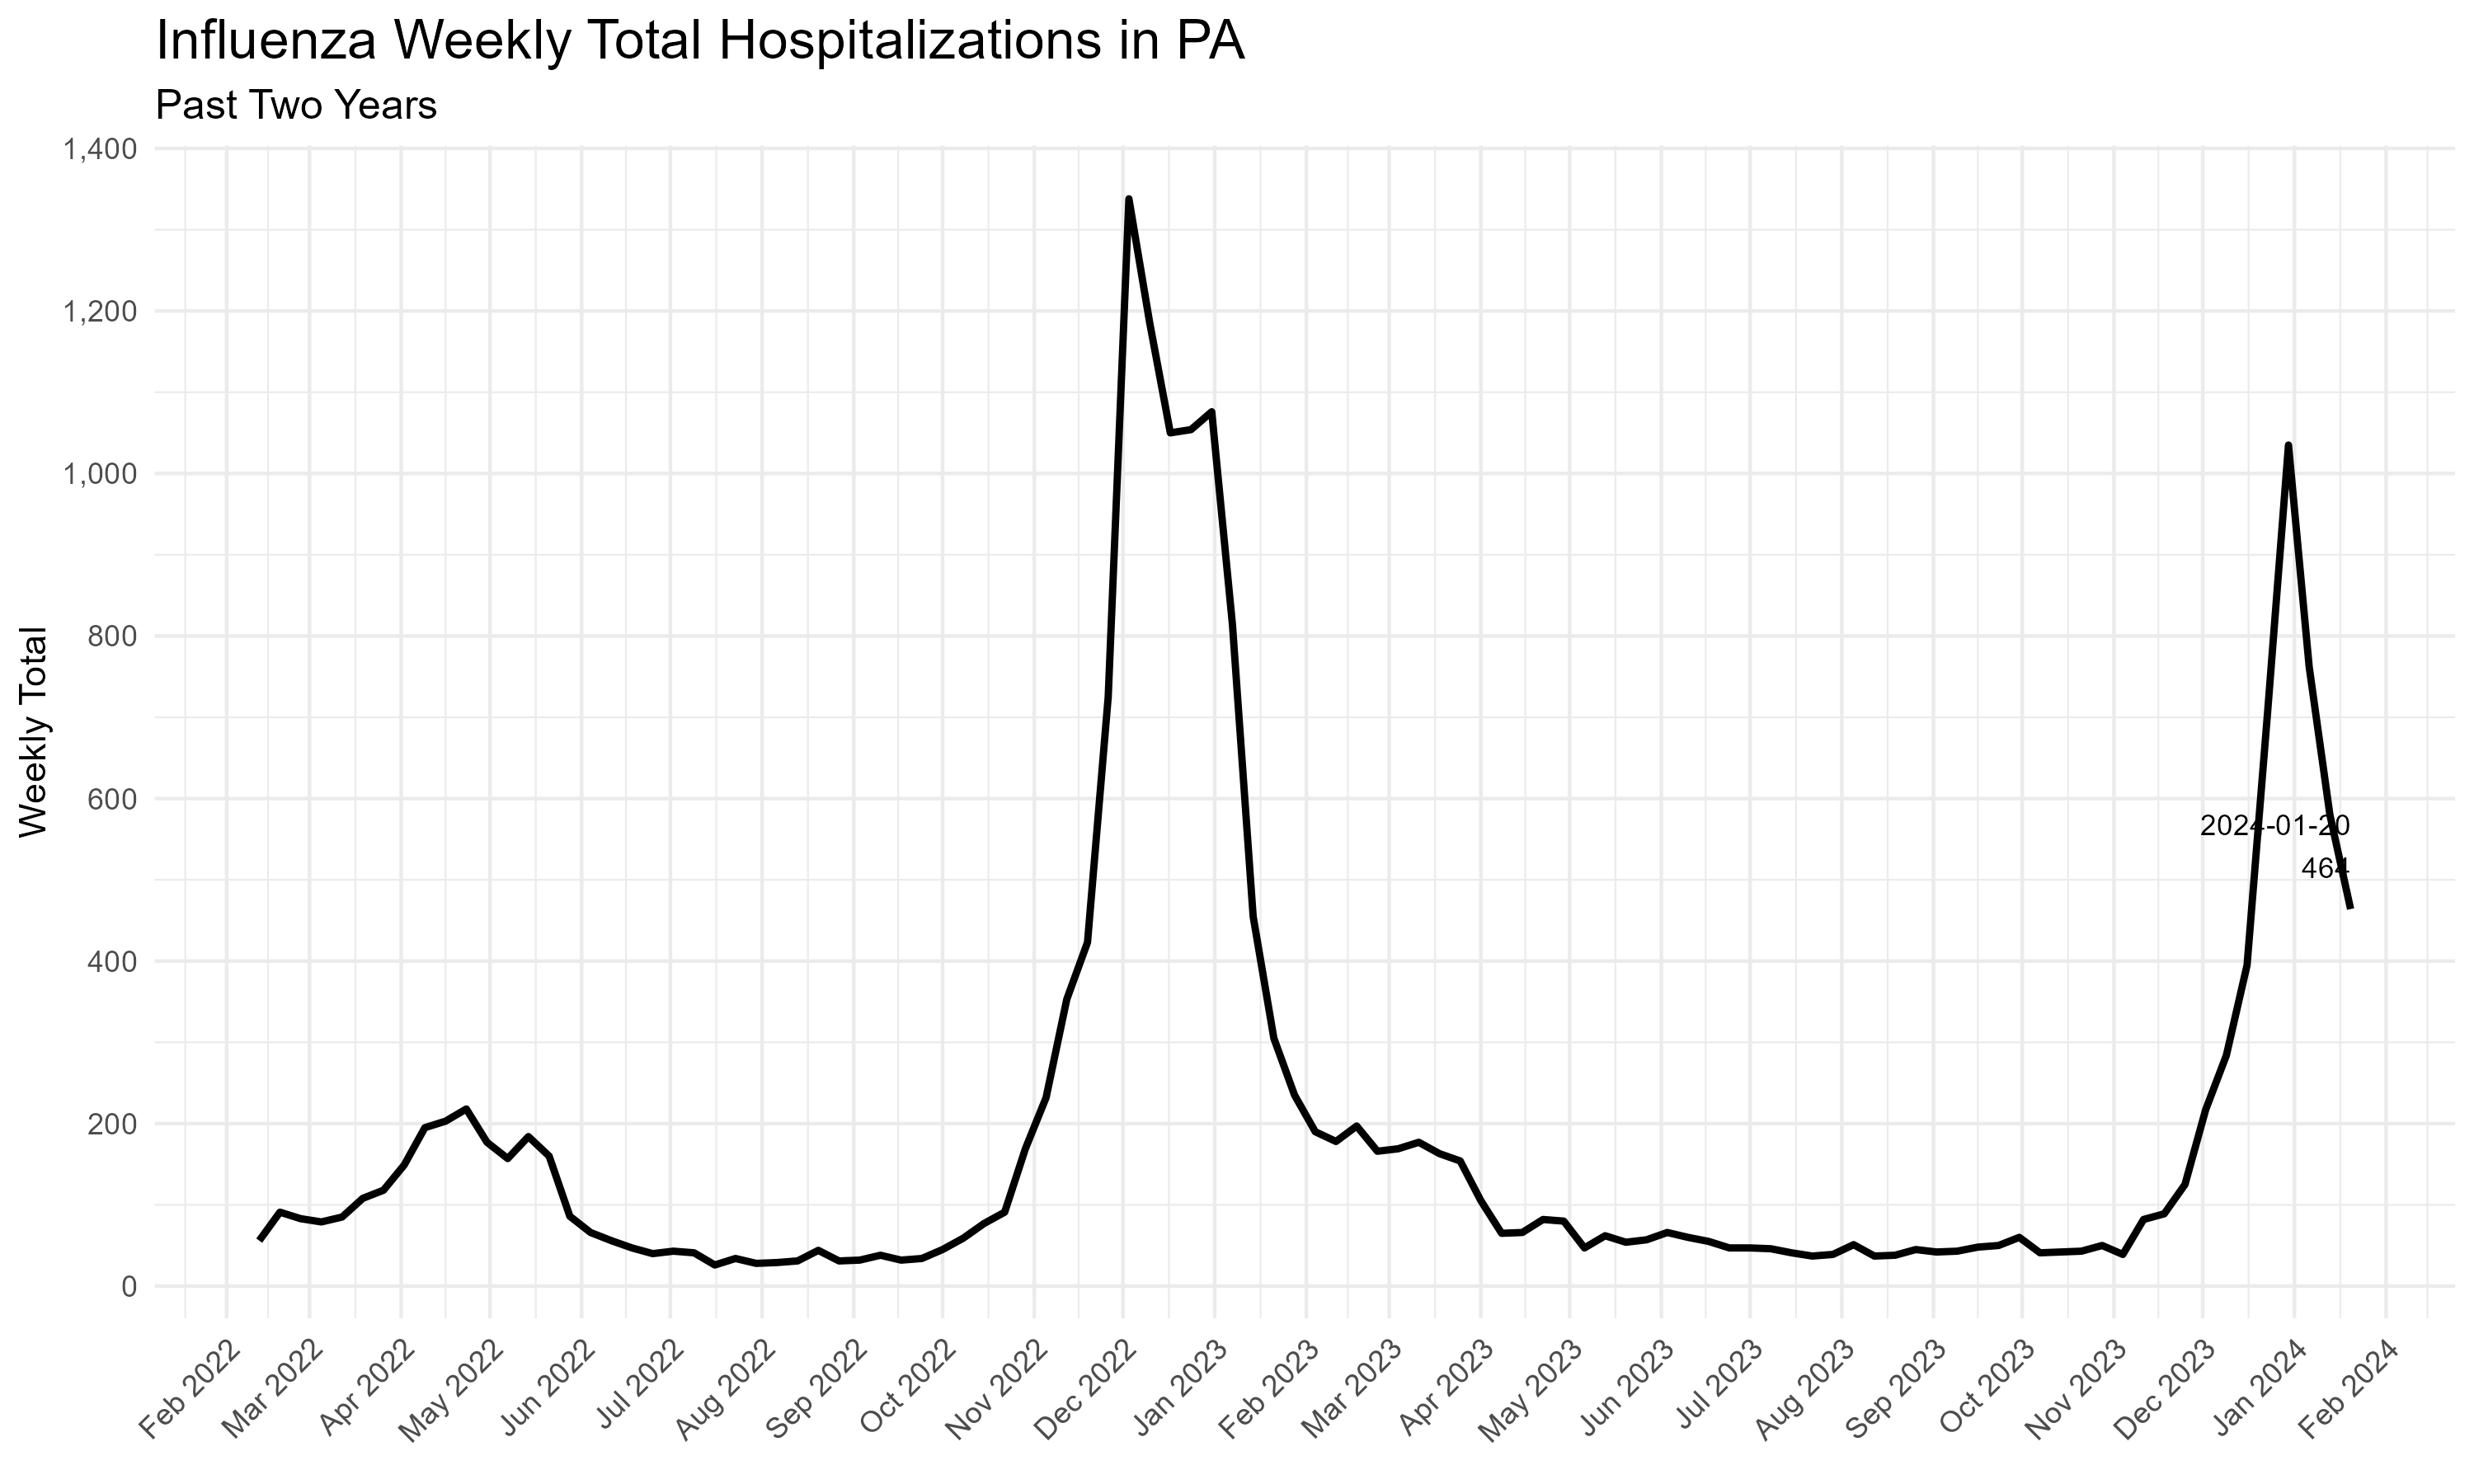 Influenza Weekly Total Hospitalizations in PA
Past Two Years
1,400
1,200
1,000
800
600
400
200
0
Weekly Total
2024-01-20
464
Feb 2022
Mar 2022
Apr 2022
May 2022
Jun 2022
Jul 2022
Aug 2022
Sep 2022
Oct 2022
Nov 2022
Dec 2022
Jan 2023
Feb 2023
Mar 2023
Apr 2023
May 2023
Jun 2023
Jul 2023
Aug 2023
Sep 2023
Oct 2023
Nov 2023
Dec 2023
Jan 2024
Feb 2024